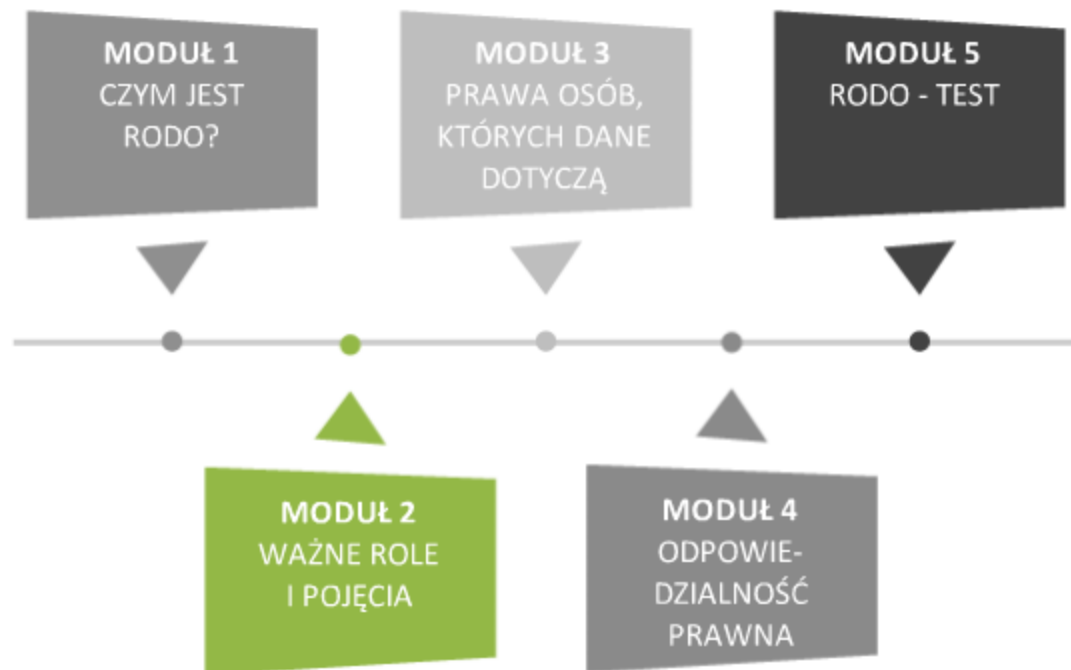 MODUŁ 1
CZYM JEST
RODO?
MODUŁ 2
WAŻNE ROLE
I POJĘCIA
MODUŁ 3
PRAWA OSÓB,
KTÓRYCH DANE
DOTYCZĄ
MODUŁ 4
ODPOWIE-
DZIALNOŚĆ
PRAWNA
MODUŁ 5
RODO - TEST